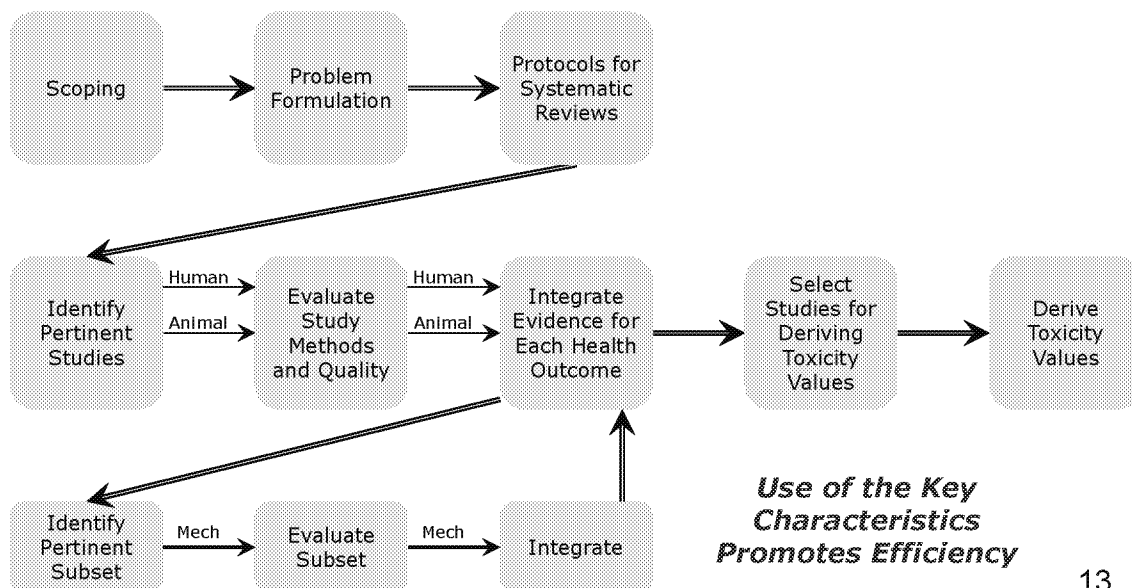 Scoping
Problem
Formulation
Protocols for
Systematic
Reviews
Identify
Pertinent
Studies
Human
Animal
Evaluate
Study
Methods
and Quality
Human
Animal
Integrate
Evidence for
Each Health
Outcome
Select
Studies for
Deriving
Toxicity
Values
Derive
Toxicity
Values
Identify
Pertinent
Subset
Mech
Evaluate
Subset
Mech
Integrate
Use of the Key
Characteristics
Promotes Efficiency
13